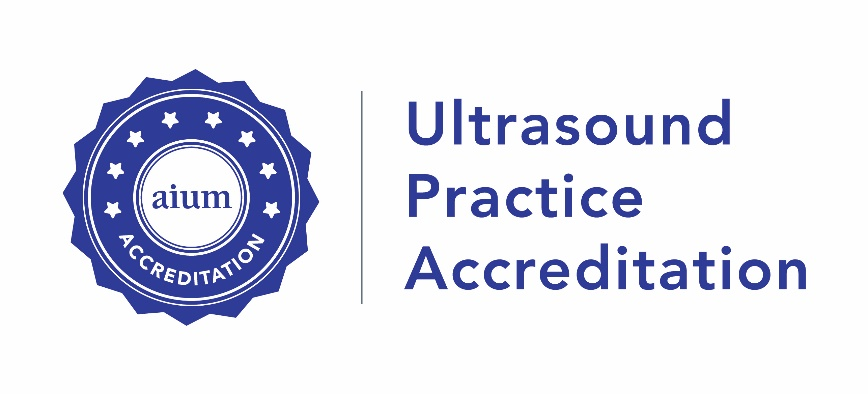 aium
ACCREDITATION
Ultrasound
Practice
Accreditation